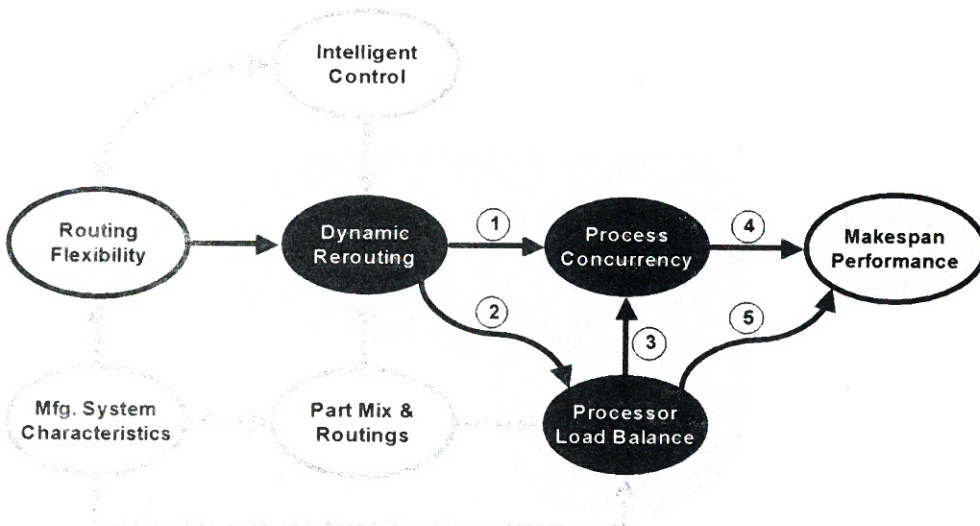 Intelligent
Control
Routing
Flexibility
Dynamic
Rerouting
1
Process
Concurrency
4
Makespan
Performance
2
3
5
Mfg. System
Characteristics
Part Mix &
Routings
Processor
Load Balance